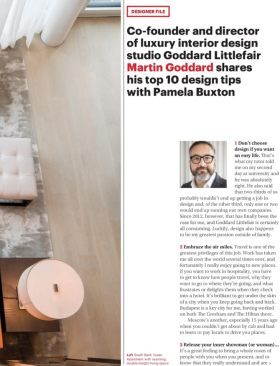 DESIGNER FILE
Co-founder and director
of luxury interior design
studio Goddard Littlefair
Martin Goddard shares
his top 10 design tips
with Pamela Buxton
1 Don't choose
design if you want
an easy life. That's
what my tutor told
me on my second
day at university and
he was absolutely
right. He also said
that two thirds of us
probably wouldn't end up getting a job in
design and, of the other third, only one or two
would end up running our own companies.
Since 2012, however, that has finally been the
case for me, and Goddard Littlefair is certainly
all consuming. Luckily, design also happens
to be my greatest passion outside of family.
2 Embrace the air miles. Travel is one of the
greatest privileges of this job. Work has taken
me all over the world several times over, and
fortunately I really enjoy going to new places.
If you want to work in hospitality, you have
to get to know how people travel, why they
want to go to where they're going, and what
frustrates or delights them when they check
into a hotel. It's brilliant to get under the skin
of a city when you keep going back and back.
Budapest is a key city for me, having worked
on both The Gresham and The Hilton there.
Moscow's another, especially 15 years ago
when you couldn't get about by cab and had
to learn to pay locals to drive you places.
3 Release your inner showman (or woman)...
It's a great feeling to bring a whole room of
people with you when you present, and to
know that they really understand and are –
Left South Bank Tower
Apartment with stunning,
double-height living space